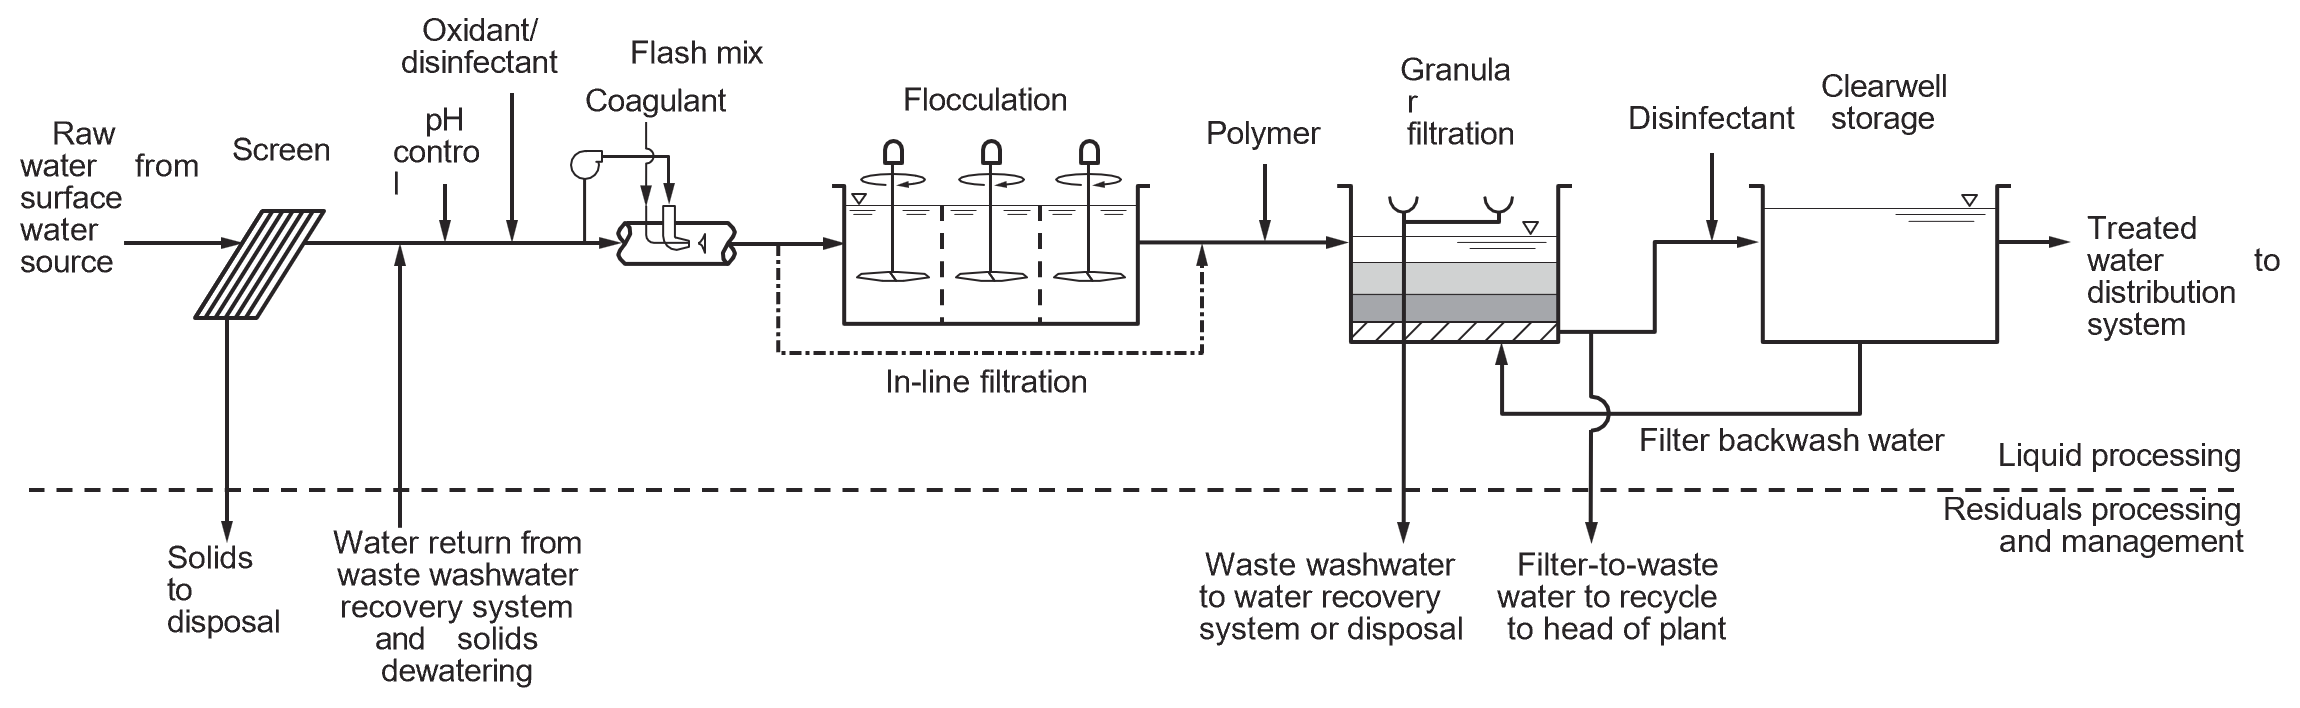 Oxidant/
disinfectant
Flash mix
Coagulant
pH
contro
l
Raw
water from
surface
water
source
Screen
Flocculation
Polymer
Granula
r
filtration
Disinfectant
Clearwell
storage
Treated
water to
distribution
system
In-line filtration
Filter backwash water
Liquid processing
Residuals processing
and management
Solids
to
disposal
Water return from
waste washwater
recovery system
and solids
dewatering
Waste washwater
to water recovery
system or disposal
Filter-to-waste
water to recycle
to head of plant